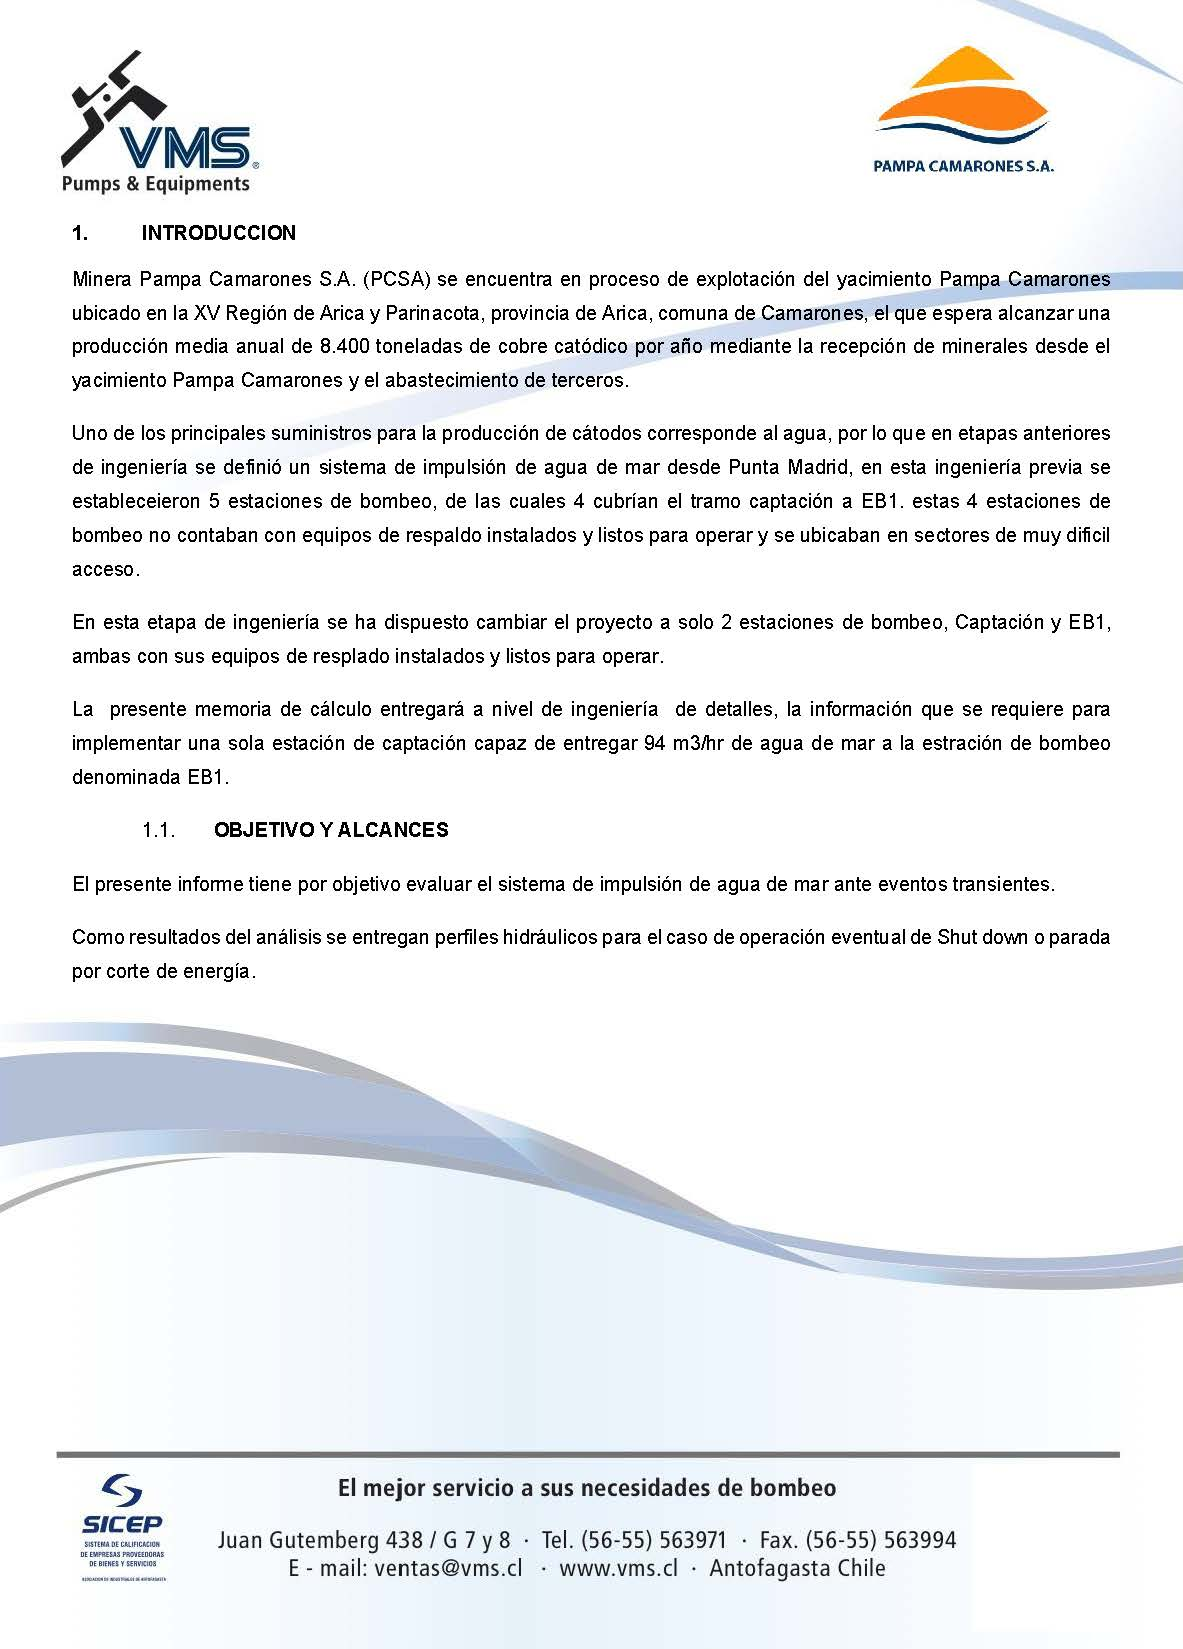 VMS®
Pumps & Equipments
PAMPA CAMARONES S.A.
1. INTRODUCCION
Minera Pampa Camarones S.A. (PCSA) se encuentra en proceso de explotación del yacimiento Pampa Camarones
ubicado en la XV Región de Arica y Parinacota, provincia de Arica, comuna de Camarones, el que espera alcanzar una
producción media anual de 8.400 toneladas de cobre catódico por año mediante la recepción de minerales desde el
yacimiento Pampa Camarones y el abastecimiento de terceros.
Uno de los principales suministros para la producción de cátodos corresponde al agua, por lo que en etapas anteriores
de ingeniería se definió un sistema de impulsión de agua de mar desde Punta Madrid, en esta ingeniería previa se
estableceieron 5 estaciones de bombeo, de las cuales 4 cubrían el tramo captación a EB1. estas 4 estaciones de
bombeo no contaban con equipos de respaldo instalados y listos para operar y se ubicaban en sectores de muy dificil
acceso.
En esta etapa de ingeniería se ha dispuesto cambiar el proyecto a solo 2 estaciones de bombeo, Captación y EB1,
ambas con sus equipos de resplado instalados y listos para operar.
La presente memoria de cálculo entregará a nivel de ingeniería de detalles, la información que se requiere para
implementar una sola estación de captación capaz de entregar 94 m3/hr de agua de mar a la estración de bombeo
denominada EB1.
1.1. OBJETIVO Y ALCANCES
El presente informe tiene por objetivo evaluar el sistema de impulsión de agua de mar ante eventos transientes.
Como resultados del análisis se entregan perfiles hidráulicos para el caso de operación eventual de Shut down o parada
por corte de energía.
El mejor servicio a sus necesidades de bombeo
SICEP
SISTEMA DE CALIFICACION
DE EMPRESAS PROVEEDORAS
DE BIENES Y SERVICIOS
ASOCIACION DE INDUSTRIALES DE ANTOFAGASTA
Juan Gutemberg 438 / G 7 y 8 · Tel. (56-55) 563971 · Fax. (56-55) 563994
E - mail: ventas@vms.cl · www.vms.cl · Antofagasta Chile